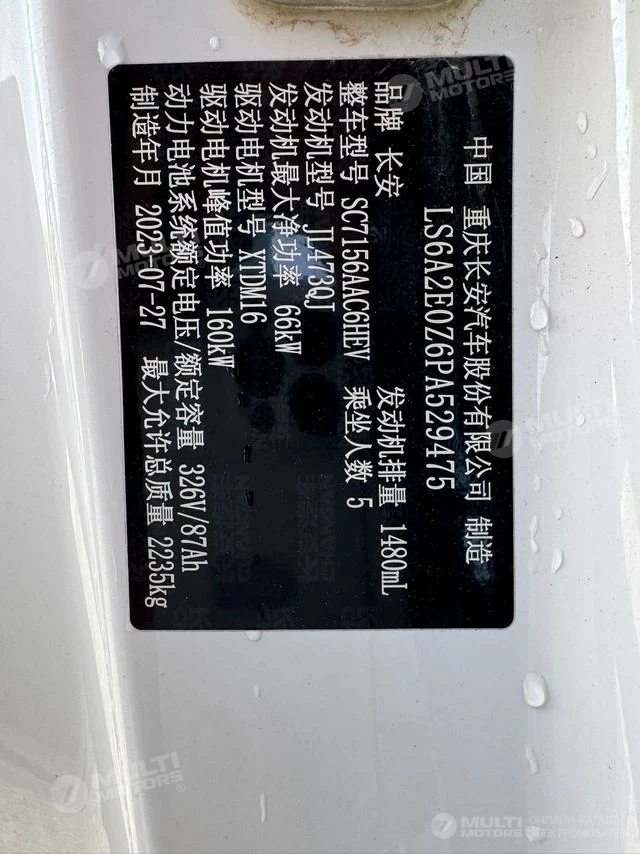 中国 重庆长安汽车股份有限公司 制造
LS6A2E0Z6PA529475
品牌 长安 发动机排量 1480mL
整车型号 SC7156AAC6HEV 乘坐人数 5
发动机型号 JL473QJ
发动机最大净功率 66kW
驱动电机型号 XTDM16
驱动电机峰值功率 160kW
动力电池系统额定电压/额定容量 326V/87Ah
制造年月 2023-07-27 最大允许总质量 2235kg
MULTI
MOTORS
MULTI
MOTORS
MULTI
MOTORS®
MULTI
MOTORS